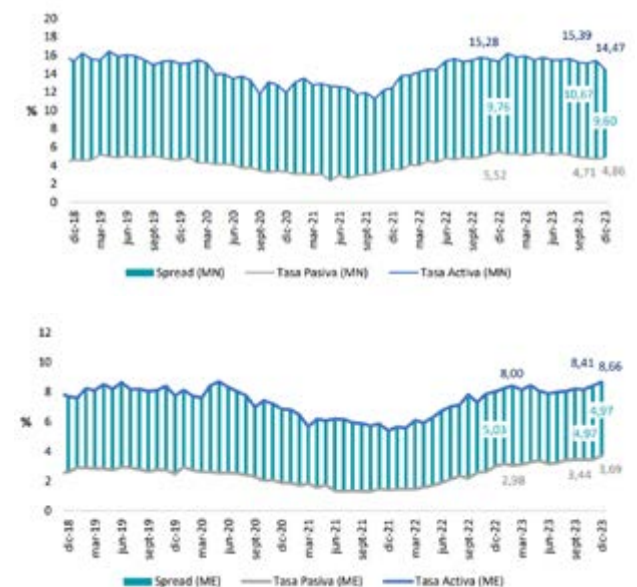 20
18
16
14
12
10
8
6
4
2
0
%
15,28
15,39
14,47
9,76
10,67
9,60
5,52
4,71
4,86
dic-18
mar-19
jun-19
sept-19
dic-19
mar-20
jun-20
sept-20
dic-20
mar-21
jun-21
sept-21
dic-21
mar-22
jun-22
sept-22
dic-22
mar-23
jun-23
sept-23
dic-23
Spread (MN) Tasa Pasiva (MN) Tasa Activa (MN)
12
10
8
6
4
2
0
%
8,00
8,41
8,66
5,03
4,97
4,97
2,98
3,44
3,69
dic-18
mar-19
jun-19
sept-19
dic-19
mar-20
jun-20
sept-20
dic-20
mar-21
jun-21
sept-21
dic-21
mar-22
jun-22
sept-22
dic-22
mar-23
jun-23
sept-23
dic-23
Spread (ME) Tasa Pasiva (ME) Tasa Activa (ME)